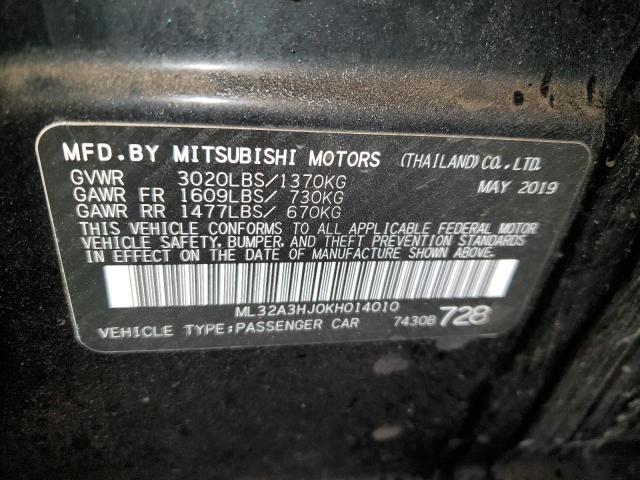 MFD.BY MITSUBISHI MOTORS (THAILAND)CO.,LTD.
GVWR 3020LBS/1370KG MAY 2019
GAWR FR 1609LBS/ 730KG
GAWR RR 1477LBS/ 670KG
THIS VEHICLE CONFORMS TO ALL APPLICABLE FEDERAL MOTOR
VEHICLE SAFETY, BUMPER, AND THEFT PREVENTION STANDARDS
IN EFFECT ON THE DATE OF MANUFACTURE SHOWN ABOVE.
ML32A3HJ0KH014010
VEHICLE TYPE:PASSENGER CAR 7430B 728